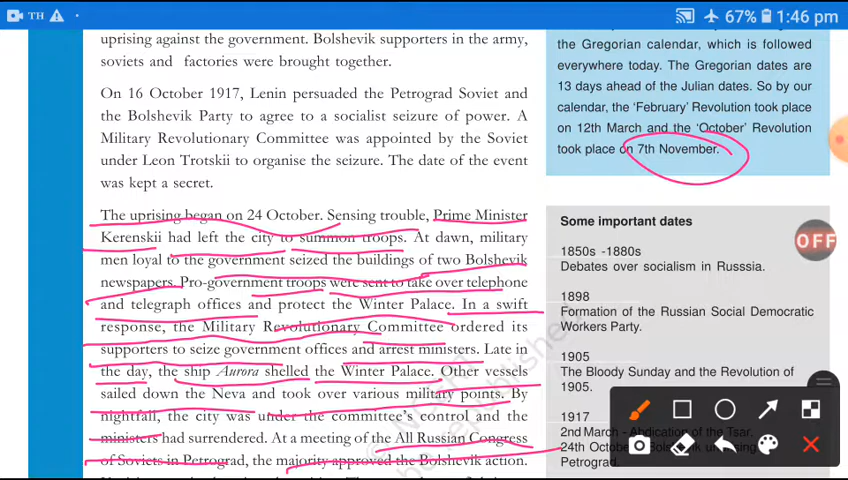 TH
67% 1:46 pm
uprising against the government. Bolshevik supporters in the army,
soviets and factories were brought together.
On 16 October 1917, Lenin persuaded the Petrograd Soviet and
the Bolshevik Party to agree to a socialist seizure of power. A
Military Revolutionary Committee was appointed by the Soviet
under Leon Trotskii to organise the seizure. The date of the event
was kept a secret.
The uprising began on 24 October. Sensing trouble, Prime Minister
Kerenskii had left the city to summon troops. At dawn, military
men loyal to the government seized the buildings of two Bolshevik
newspapers. Pro-government troops were sent to take over telephone
and telegraph offices and protect the Winter Palace. In a swift
response, the Military Revolutionary Committee ordered its
supporters to seize government offices and arrest ministers. Late in
the day, the ship Aurora shelled the Winter Palace. Other vessels
sailed down the Neva and took over various military points. By
nightfall, the city was under the committee's control and the
ministers had surrendered. At a meeting of the All Russian Congress
of Soviets in Petrograd, the majority approved the Bolshevik action.
the Gregorian calendar, which is followed
everywhere today. The Gregorian dates are
13 days ahead of the Julian dates. So by our
calendar, the 'February' Revolution took place
on 12th March and the 'October' Revolution
took place on 7th November.
Some important dates
1850s -1880s
Debates over socialism in Russsia.
1898
Formation of the Russian Social Democratic
Workers Party.
1905
The Bloody Sunday and the Revolution of
1905.
1917
2nd March - Abdication of the Tsar.
24th October - Bolshevik
Petrograd.
OFF